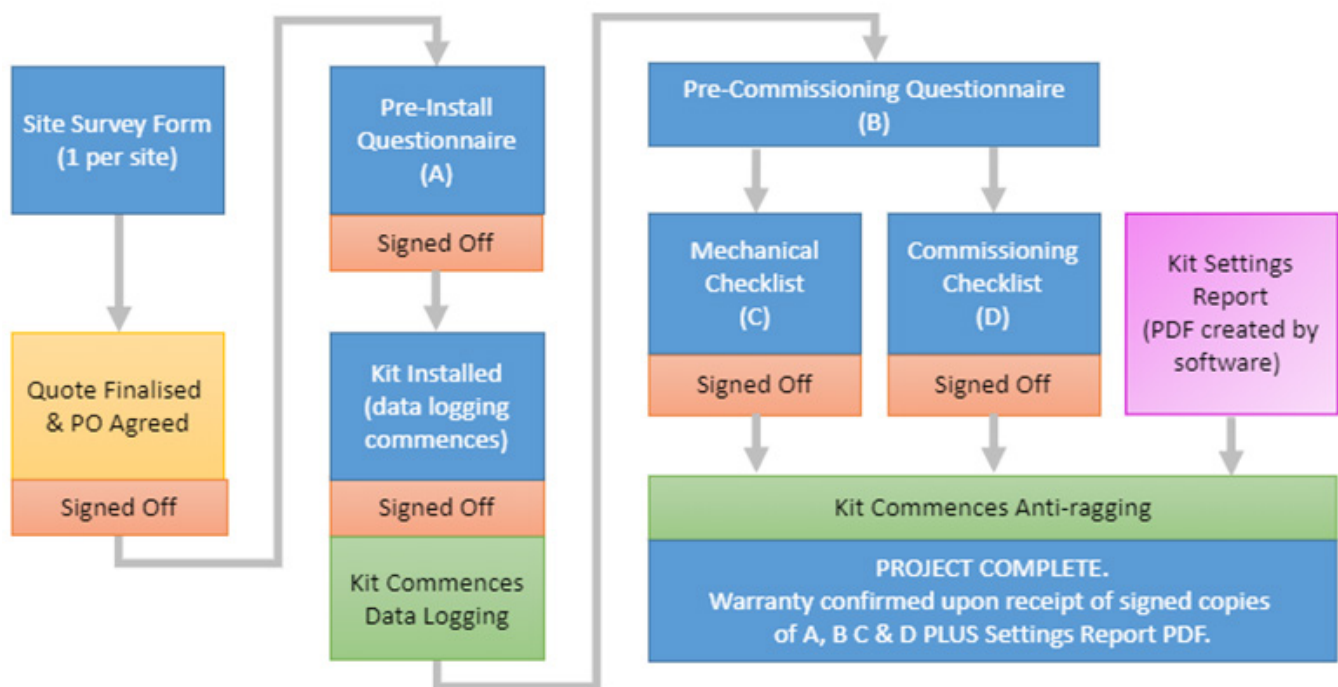 Site Survey Form
(1 per site)
Quote Finalised
& PO Agreed
Signed Off
Pre-Install
Questionnaire
(A)
Signed Off
Kit Installed
(data logging
commences)
Signed Off
Kit Commences
Data Logging
Pre-Commissioning Questionnaire
(B)
Mechanical
Checklist
(C)
Signed Off
Commissioning
Checklist
(D)
Signed Off
Kit Settings
Report
(PDF created by
software)
Kit Commences Anti-ragging
PROJECT COMPLETE.
Warranty confirmed upon receipt of signed copies
of A, B C & D PLUS Settings Report PDF.